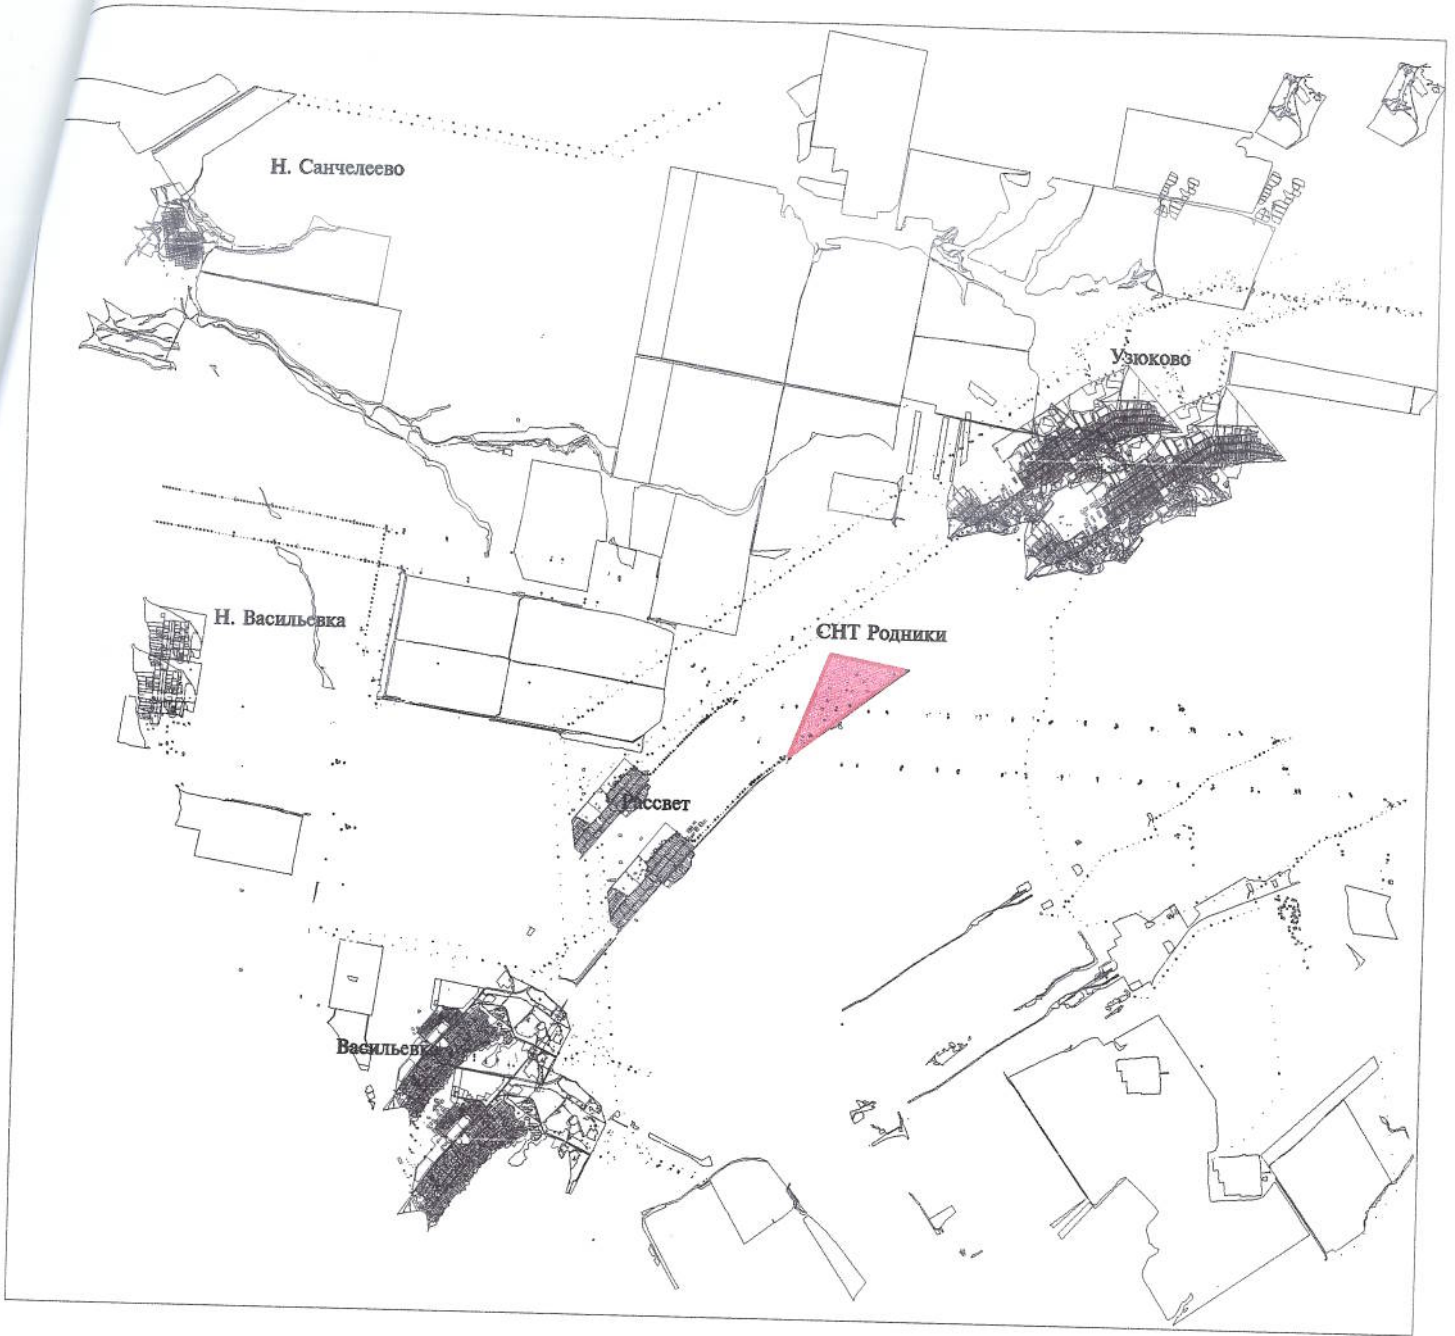 Н. Санчелеево
Узюково
Н. Васильевка
СНТ Родники
Рассвет
Васильевка